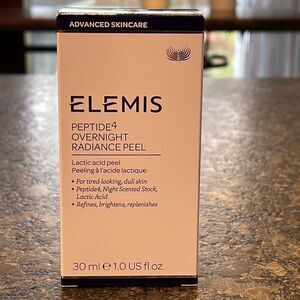 ADVANCED SKINCARE
ELEMIS
PEPTIDE⁴
OVERNIGHT
RADIANCE PEEL
Lactic acid peel
Peeling à l'acide lactique
• For tired-looking, dull skin
• Peptide4, Night Scented Stock,
Lactic Acid
• Refines, brightens, replenishes
30 ml ℮ 1.0 US fl.oz.